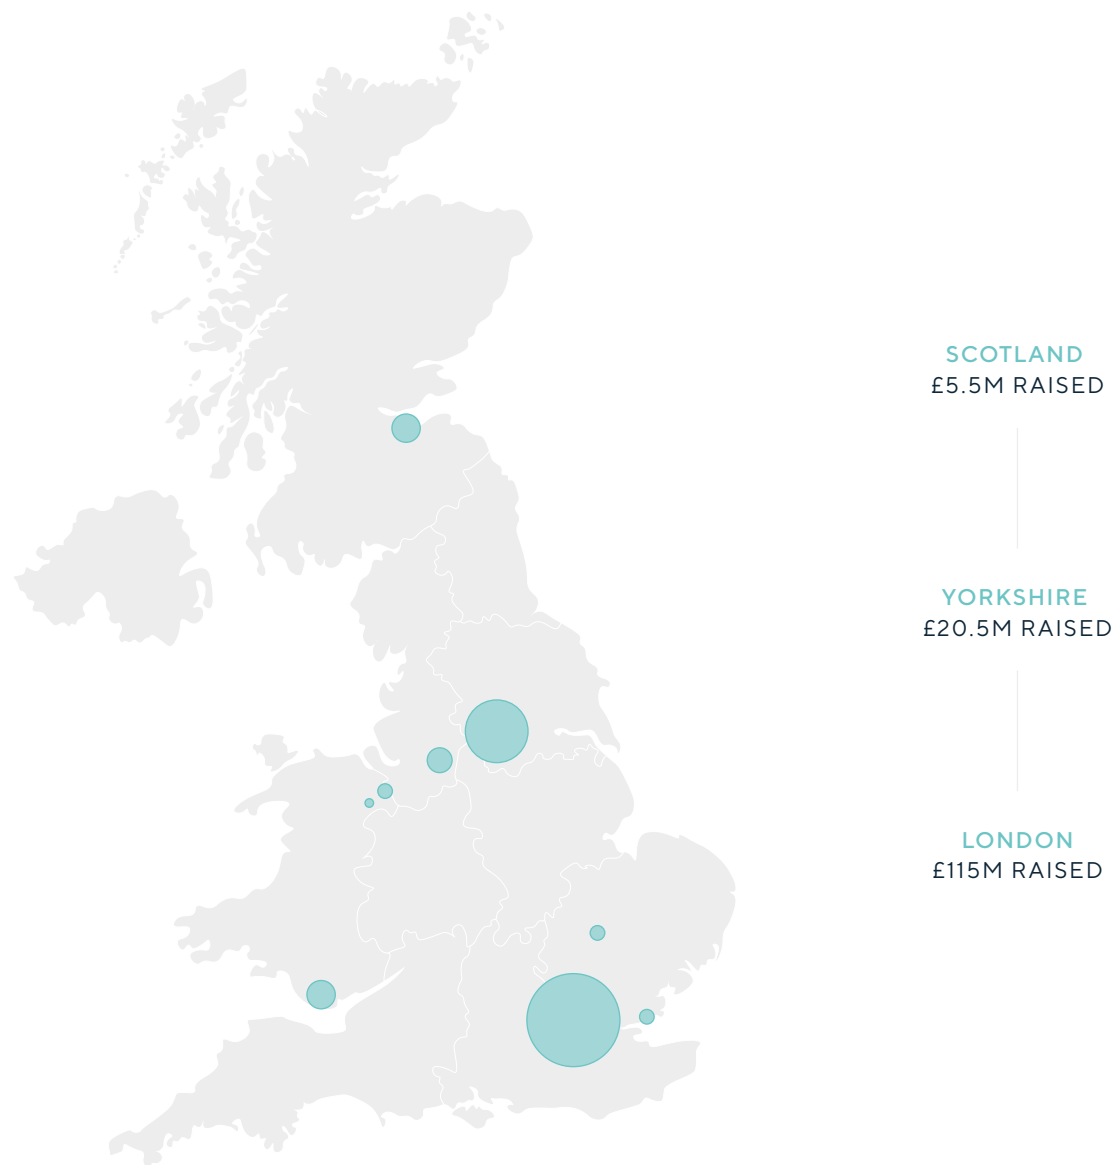 SCOTLAND
£5.5M RAISED
YORKSHIRE
£20.5M RAISED
LONDON
£115M RAISED